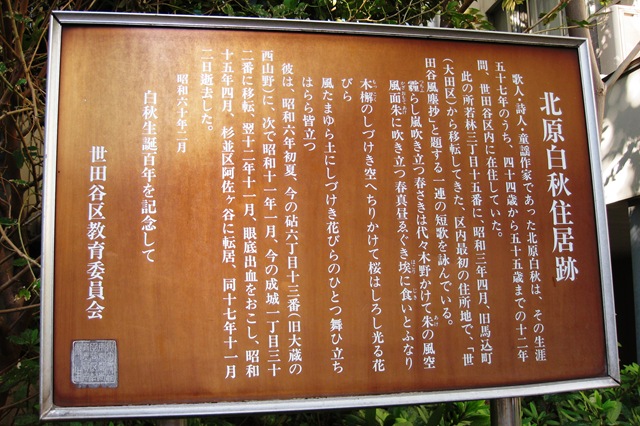 北原白秋住居跡
歌人・詩人・童謡作家であった北原白秋は、その生涯
五十七年のうち、四十四歳から五十五歳までの十二年
間、世田谷区内に在住していた。
此の所若林三丁目十五番に、昭和三年四月、旧馬込町
(大田区)から移転してきた。区内最初の住所地で、「世
田谷風塵抄」と題する一連の短歌を詠んでいる。
霾らし嵐吹き立つ春さきは代々木野かけて朱の風空
風面朱に吹き立つ春真昼ゑぐき埃に食いとふなり
木槲のしづけき空へちりかけて桜はしろし光る花
びら
風たまゆら土にしづけき花びらのひとつ舞ひ立ち
はらら皆立つ
彼は、昭和六年初夏、今の砧六丁目十三番(旧大蔵の
西山野)に、次で昭和十一年一月、今の成城一丁目三十
二番に移転、翌十二年十一月、眼底出血をおこし、昭和
十五年四月、杉並区阿佐ヶ谷に転居、同十七年十一月
二日逝去した。
昭和六十年二月
白秋生誕百年を記念して
世田谷区教育委員会